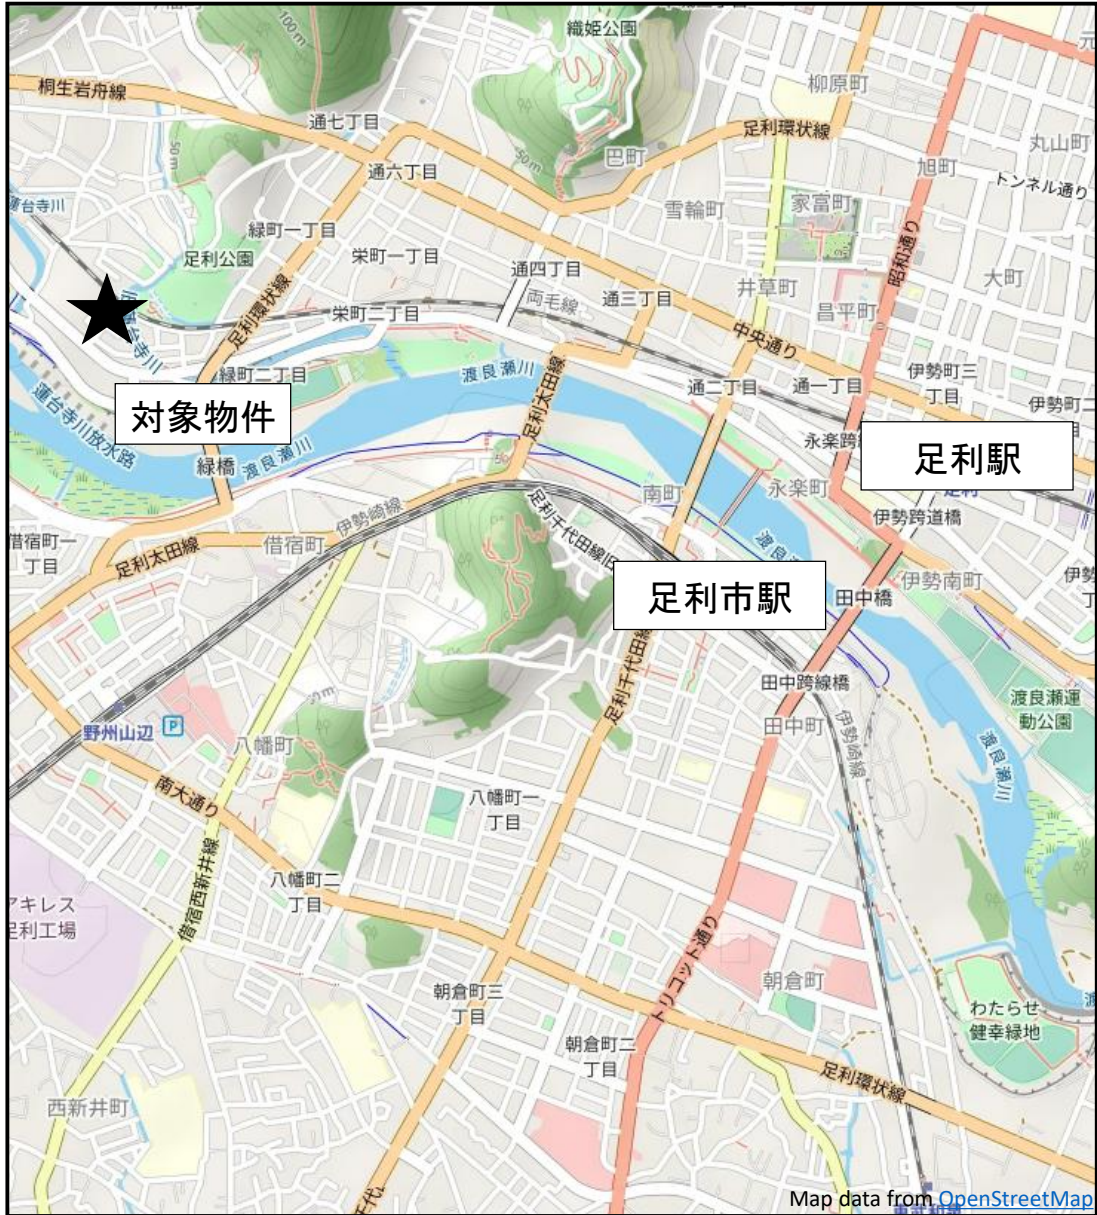 織姫公園
100 m
桐生岩舟線
柳原町
通七丁目
足利環状線
丸山町
50 m
通六丁目
50m
巴町
旭町
トンネル通り
蓮台寺川
雪輪町
家富町
緑町一丁目
足利公園
栄町一丁目
通四丁目
昭和通り
大町
両毛線
通三丁目
井草町
昌平町
足利環状線
栄町二丁目
中央通り
緑町二丁目
渡良瀬川
足利太田線
通二丁目
通一丁目
伊勢町三
丁目
対象物件
蓮台寺川放水路
渡良瀬川
緑橋
足利駅
南町
永楽町
伊勢崎線
足利千代田線旧
伊勢跨道橋
借宿町一
丁目
足利太田線
借宿町
足利市駅
田中橋
伊勢南町
足利千代田線
田中跨線橋
渡良瀬運
動公園
野州山辺
P
八幡町
田中町
伊勢崎線
渡良瀬川
南大通り
八幡町一
丁目
借宿西新井線
八幡町二
丁目
トリコット通り
朝倉町
朝倉町三
丁目
わたらせ
健幸緑地
朝倉町二
丁目
足利環状線
西新井町
Map data from OpenStreetMap